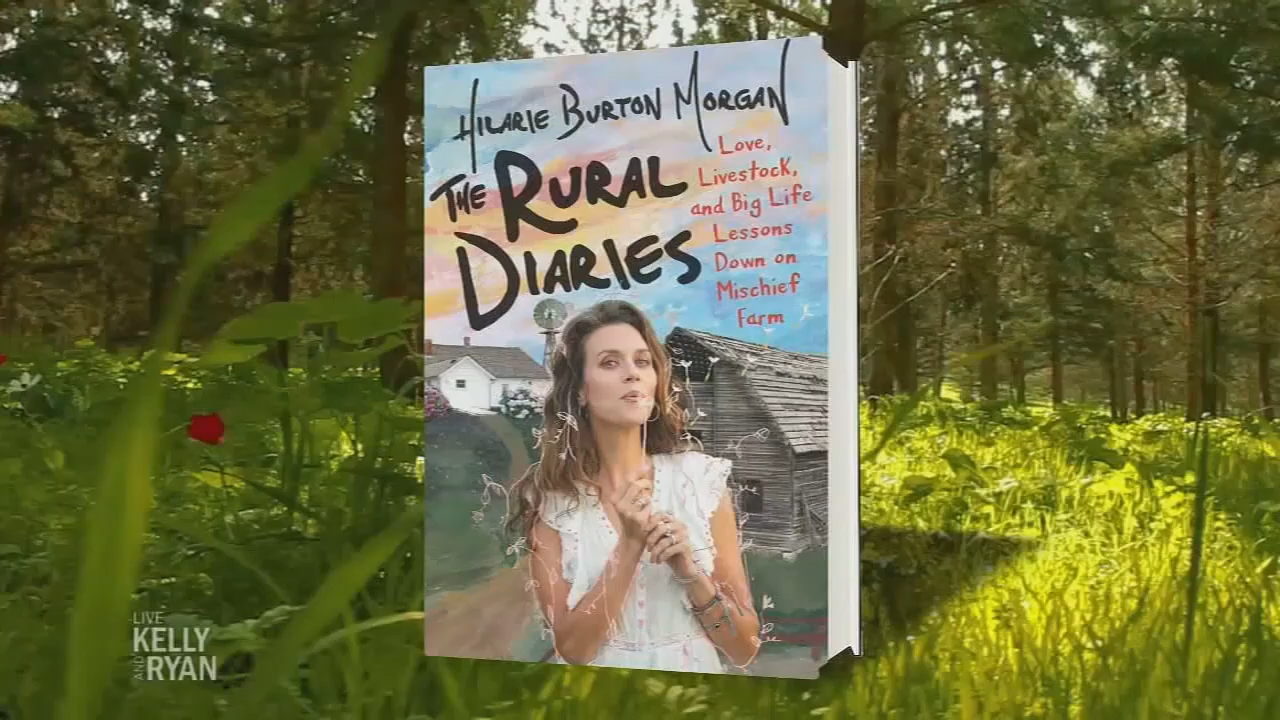 HILARIE BURTON MORGAN
THE RURAL
DIARIES
Love,
Livestock,
and Big Life
Lessons
Down on
Mischief
Farm
LIVE
KELLY
AND RYAN